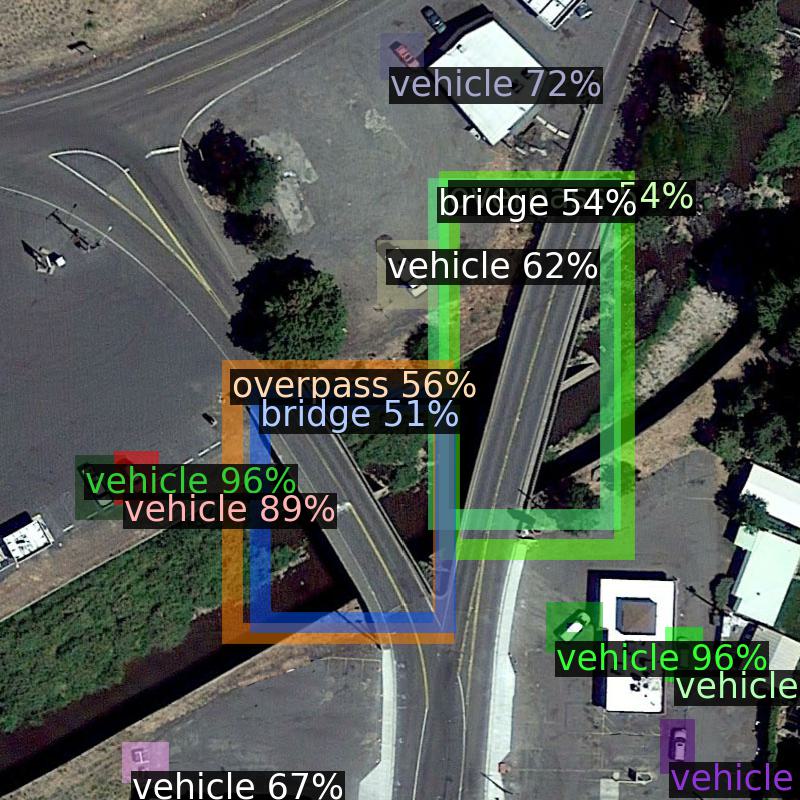 vehicle 72%
54%
bridge 54%
vehicle 62%
overpass 56%
bridge 51%
vehicle 96%
vehicle 89%
vehicle 96%
vehicle
vehicle
vehicle 67%